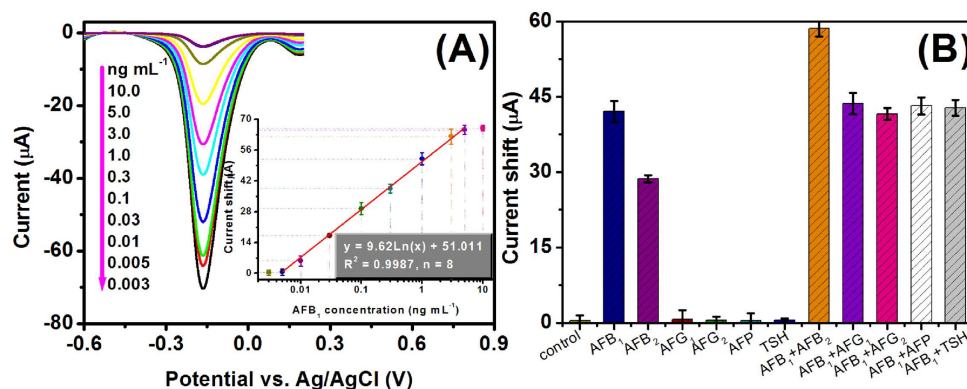 (A)
Current (μA)
0
-20
-40
-60
-80
ng mL⁻¹
10.0
5.0
3.0
1.0
0.3
0.1
0.03
0.01
0.005
0.003
Current shift (A)
70
56
42
28
14
0
y = 9.62Ln(x) + 51.011
R² = 0.9987, n = 8
0.01 0.1 1 10
AFB₁ concentration (ng mL⁻¹)
-0.6 -0.3 0.0 0.3 0.6 0.9
Potential vs. Ag/AgCl (V)
(B)
Current shift (μA)
60
45
30
15
0
control
AFB₁
AFB₂
AFG₁
AFG₂
AFP
TSH
AFB₁+AFB₂
AFB₁+AFG₁
AFB₁+AFG₂
AFB₁+AFP
AFB₁+TSH